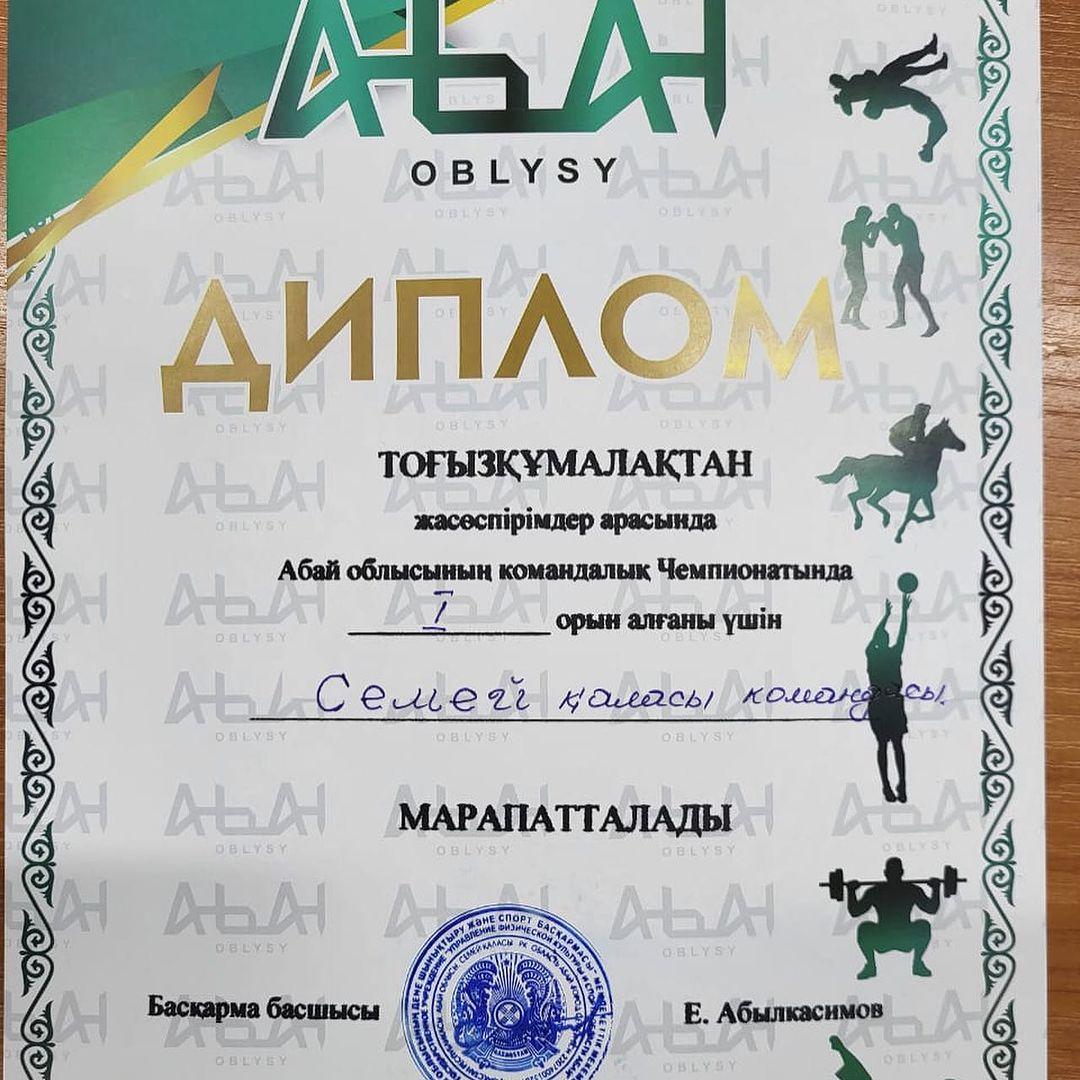 АБАЙ
OBLYSY
ДИПЛОМ
ТОҒЫЗҚҰМАЛАҚТАН
жасөспірімдер арасында
Абай облысының командалық Чемпионатында
I орын алғаны үшін
Семей қаласы командасы.
МАРАПАТТАЛАДЫ
Басқарма басшысы
Е. Абылкасимов